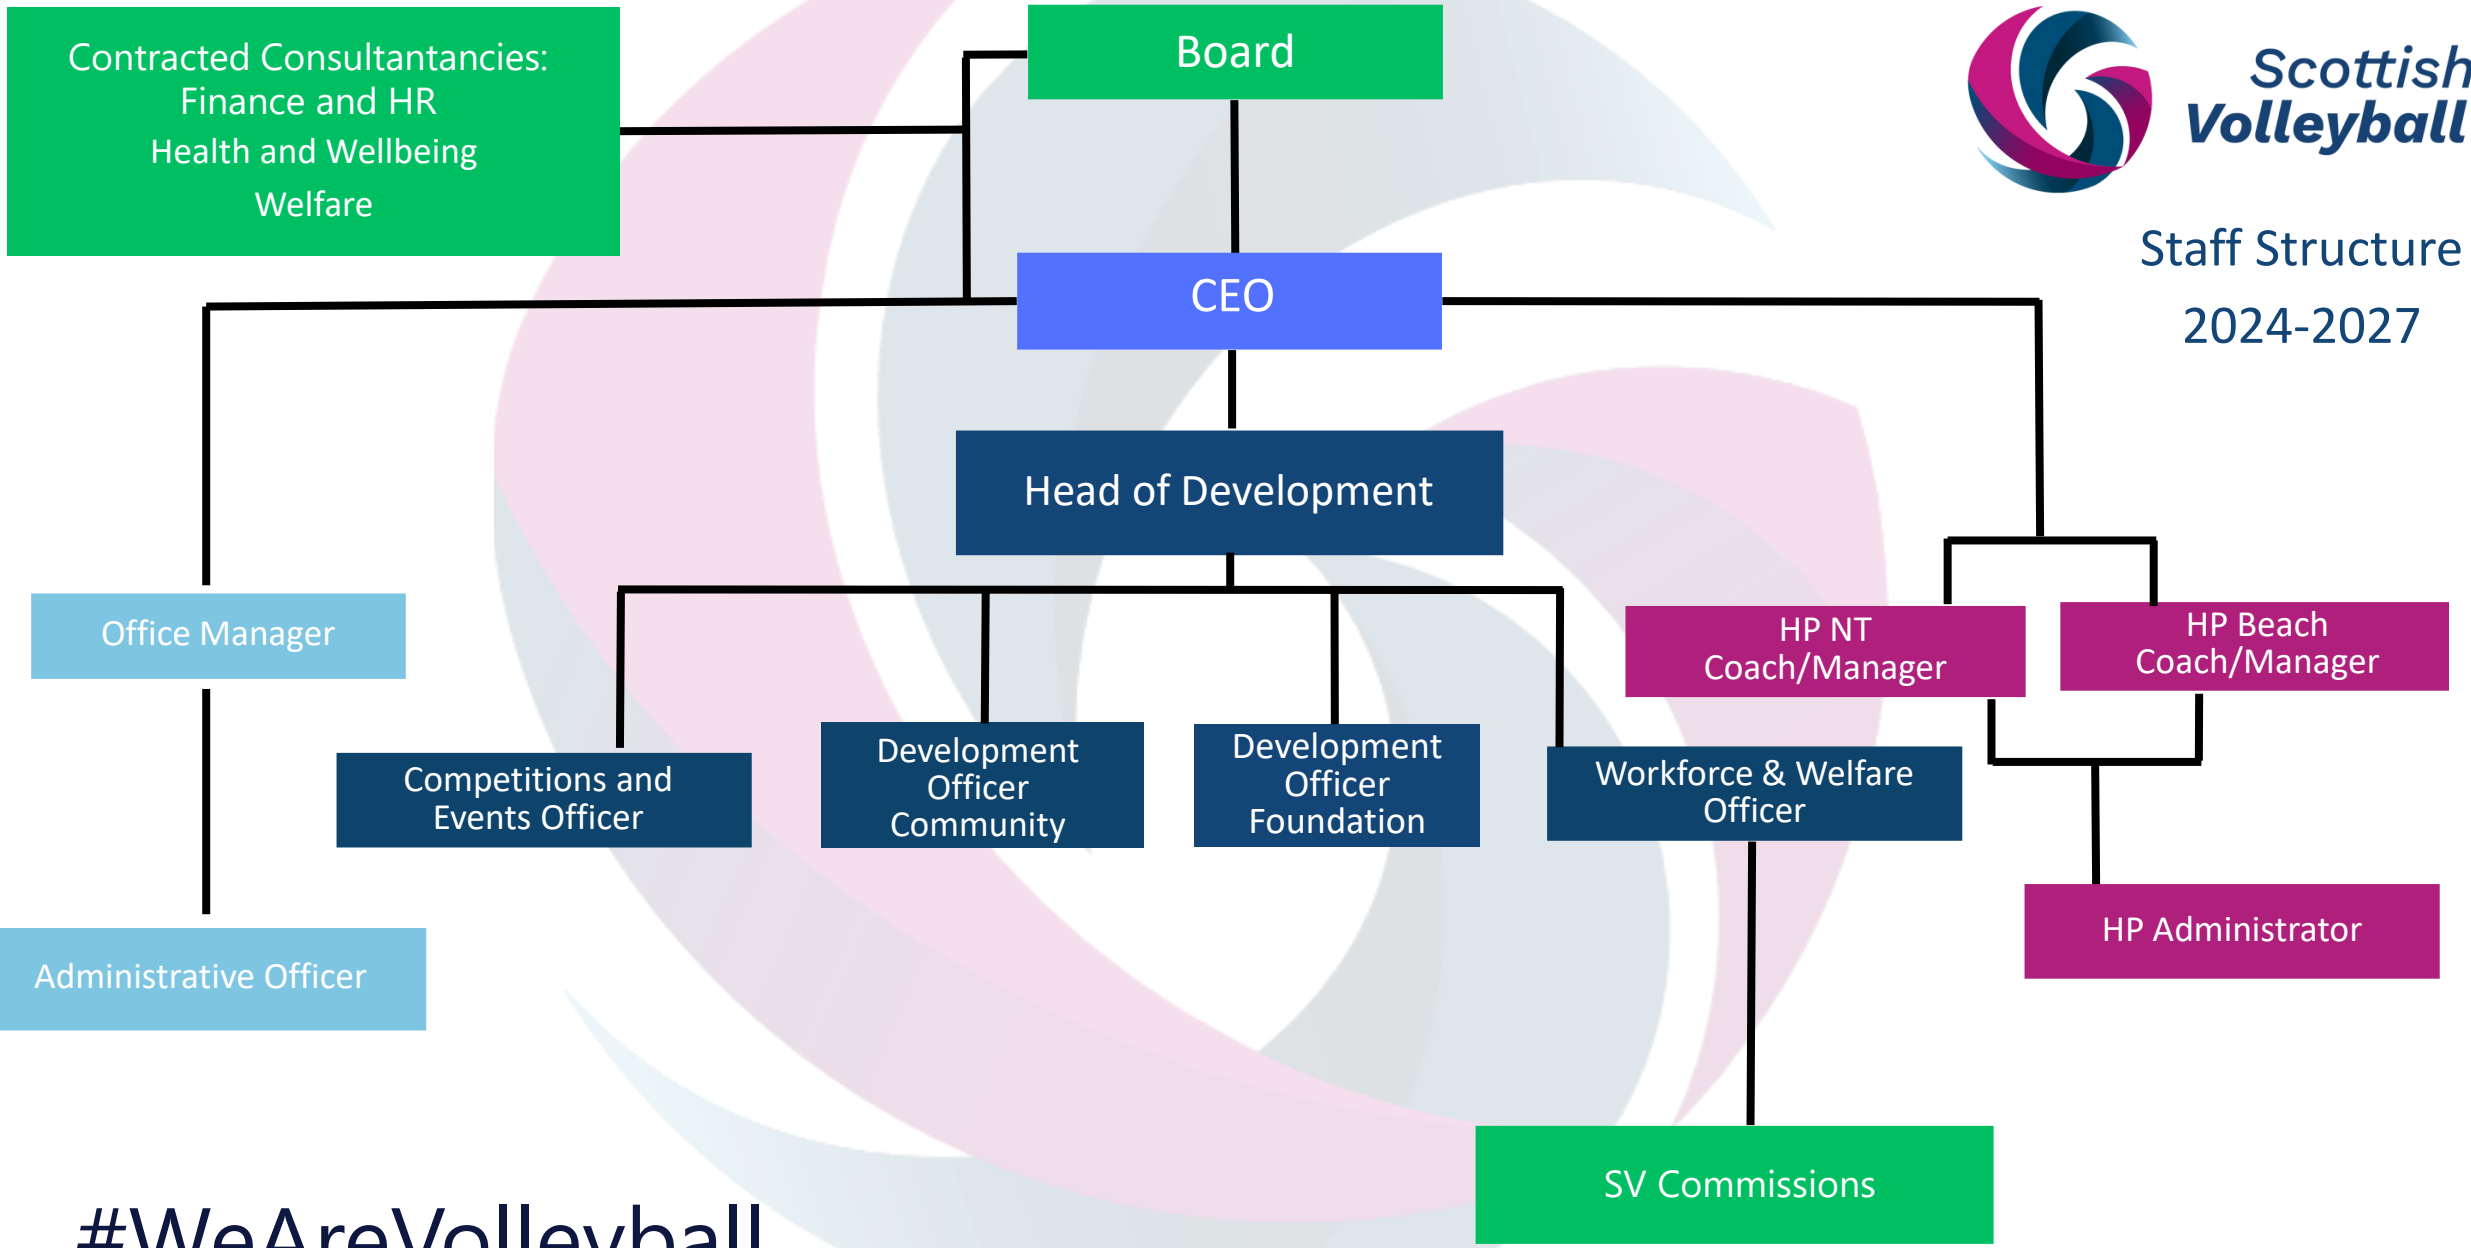 Contracted Consultantancies:
Finance and HR
Health and Wellbeing
Welfare
Board
Scottish
Volleyball
Staff Structure
2024-2027
CEO
Head of Development
Office Manager
HP NT
Coach/Manager
HP Beach
Coach/Manager
Competitions and
Events Officer
Development
Officer
Community
Development
Officer
Foundation
Workforce & Welfare
Officer
Administrative Officer
HP Administrator
SV Commissions
#WeAreVolleyball